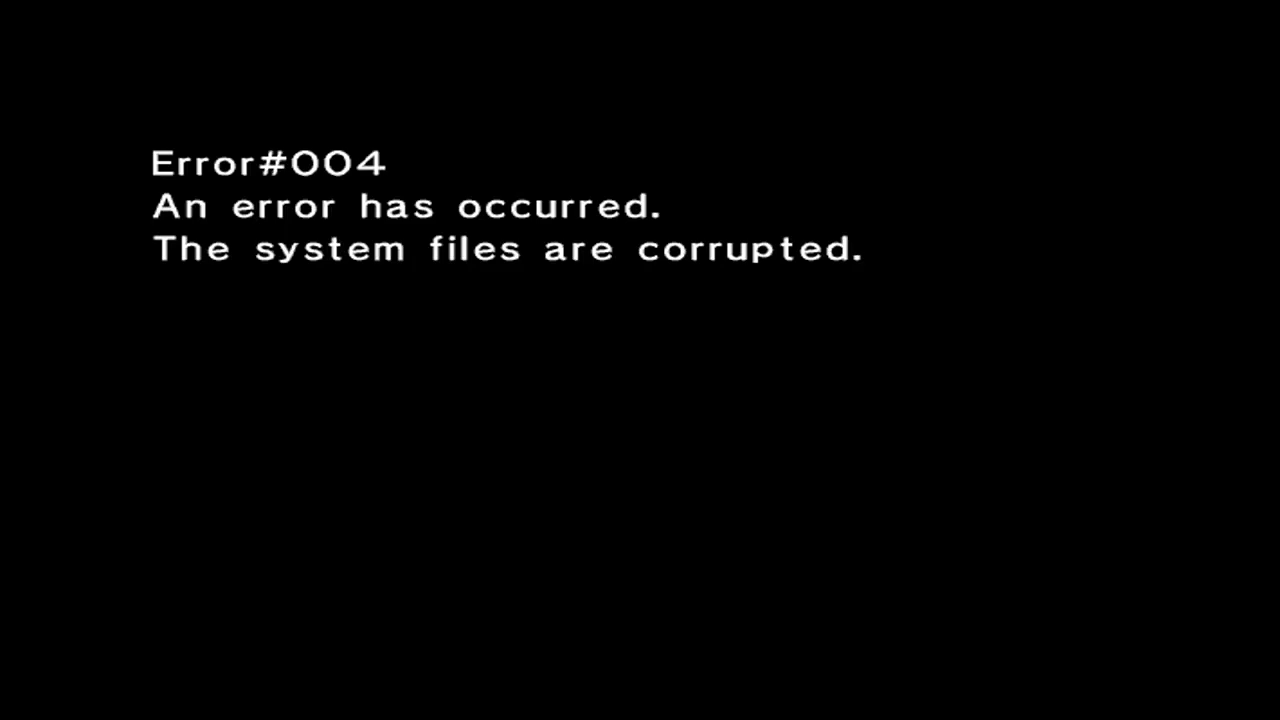 Error#004
An error has occurred.
The system files are corrupted.